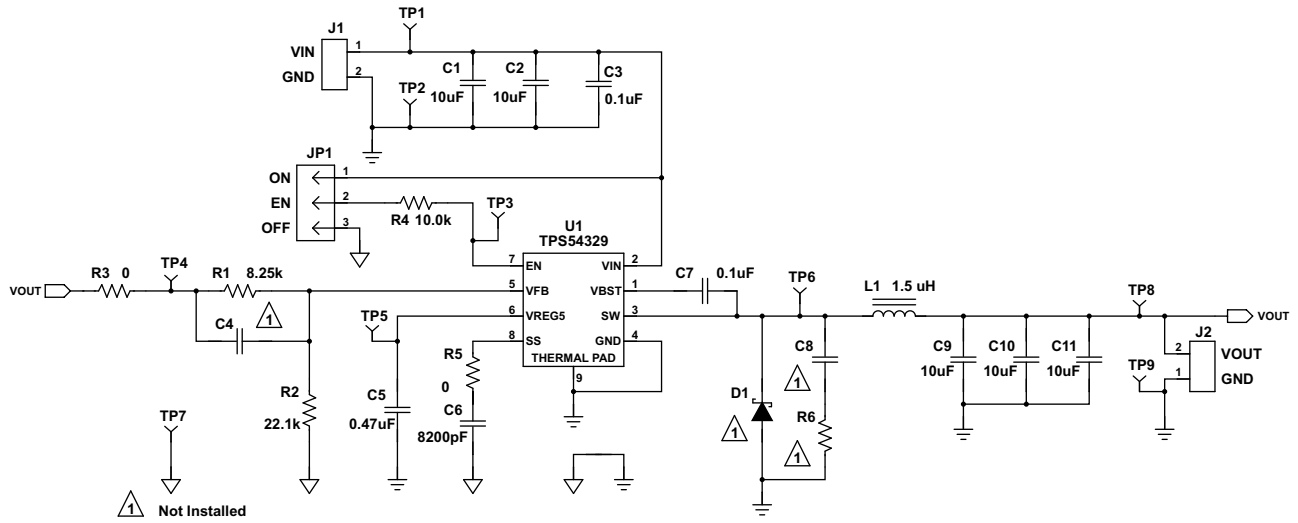 TP1
J1
VIN
1
GND
2
TP2
C1
10uF
C2
10uF
C3
0.1uF
JP1
ON
1
EN
2
OFF
3
R4 10.0k
TP3
U1
TPS54329
7
EN
VIN
2
5
VFB
VBST
1
6
VREG5
SW
3
8
SS
GND
4
THERMAL PAD
9
VOUT
R3 0
TP4
R1 8.25k
1
C4
R2
22.1k
TP5
C5
0.47uF
R5
0
C6
8200pF
C7
0.1uF
TP6
L1 1.5 uH
C8
1
D1
1
R6
1
C9
10uF
C10
10uF
C11
10uF
TP8
VOUT
J2
2
VOUT
1
GND
TP9
TP7
1 Not Installed